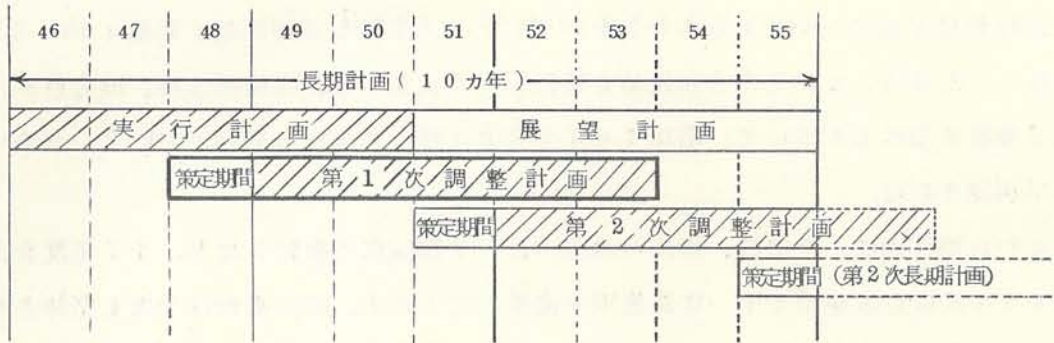 46 47 48 49 50 51 52 53 54 55
長期計画(10カ年)
実行計画 展望計画
策定期間 第1次調整計画
策定期間 第2次調整計画
策定期間(第2次長期計画)